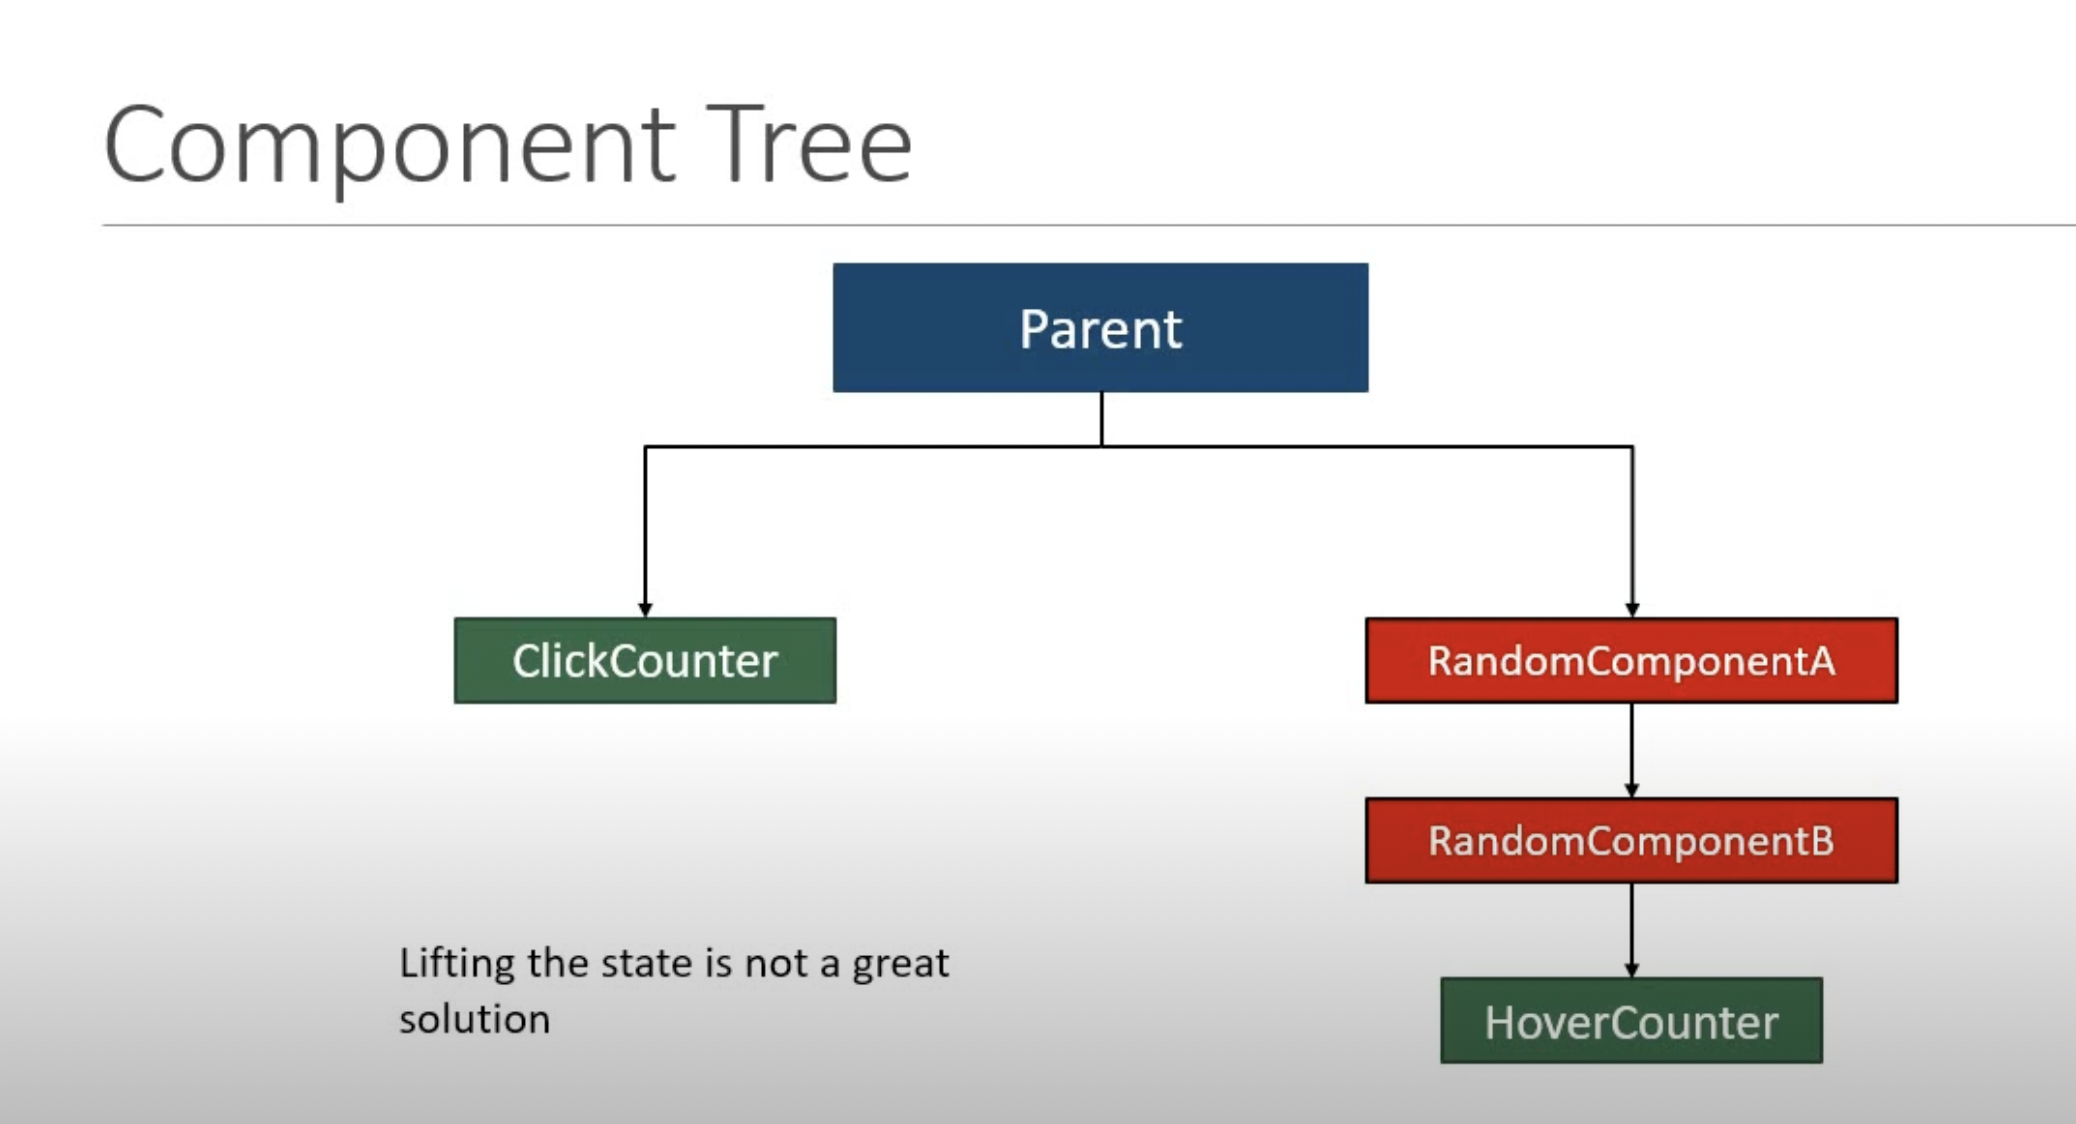 Component Tree
Parent
ClickCounter
RandomComponentA
RandomComponentB
HoverCounter
Lifting the state is not a great
solution